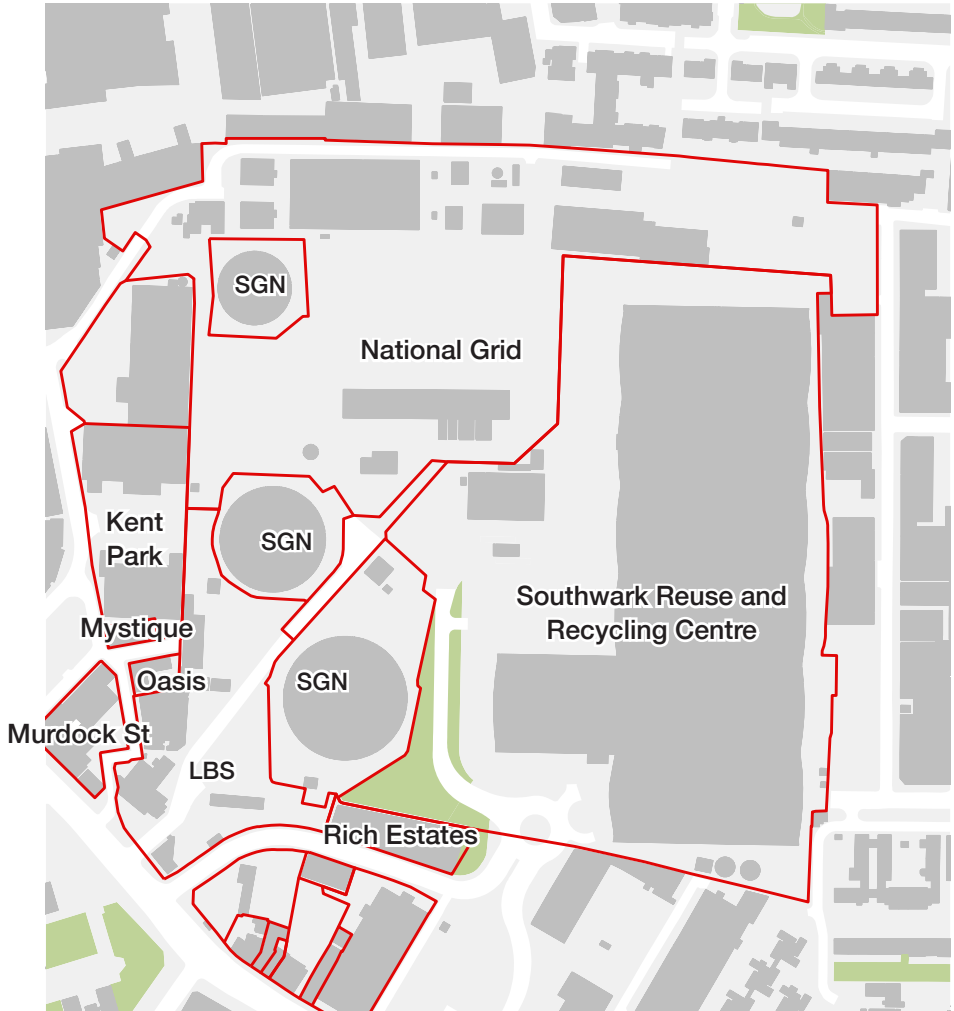 SGN
National Grid
Kent
Park
SGN
Southwark Reuse and
Recycling Centre
Mystique
Oasis
SGN
Murdock St
LBS
Rich Estates